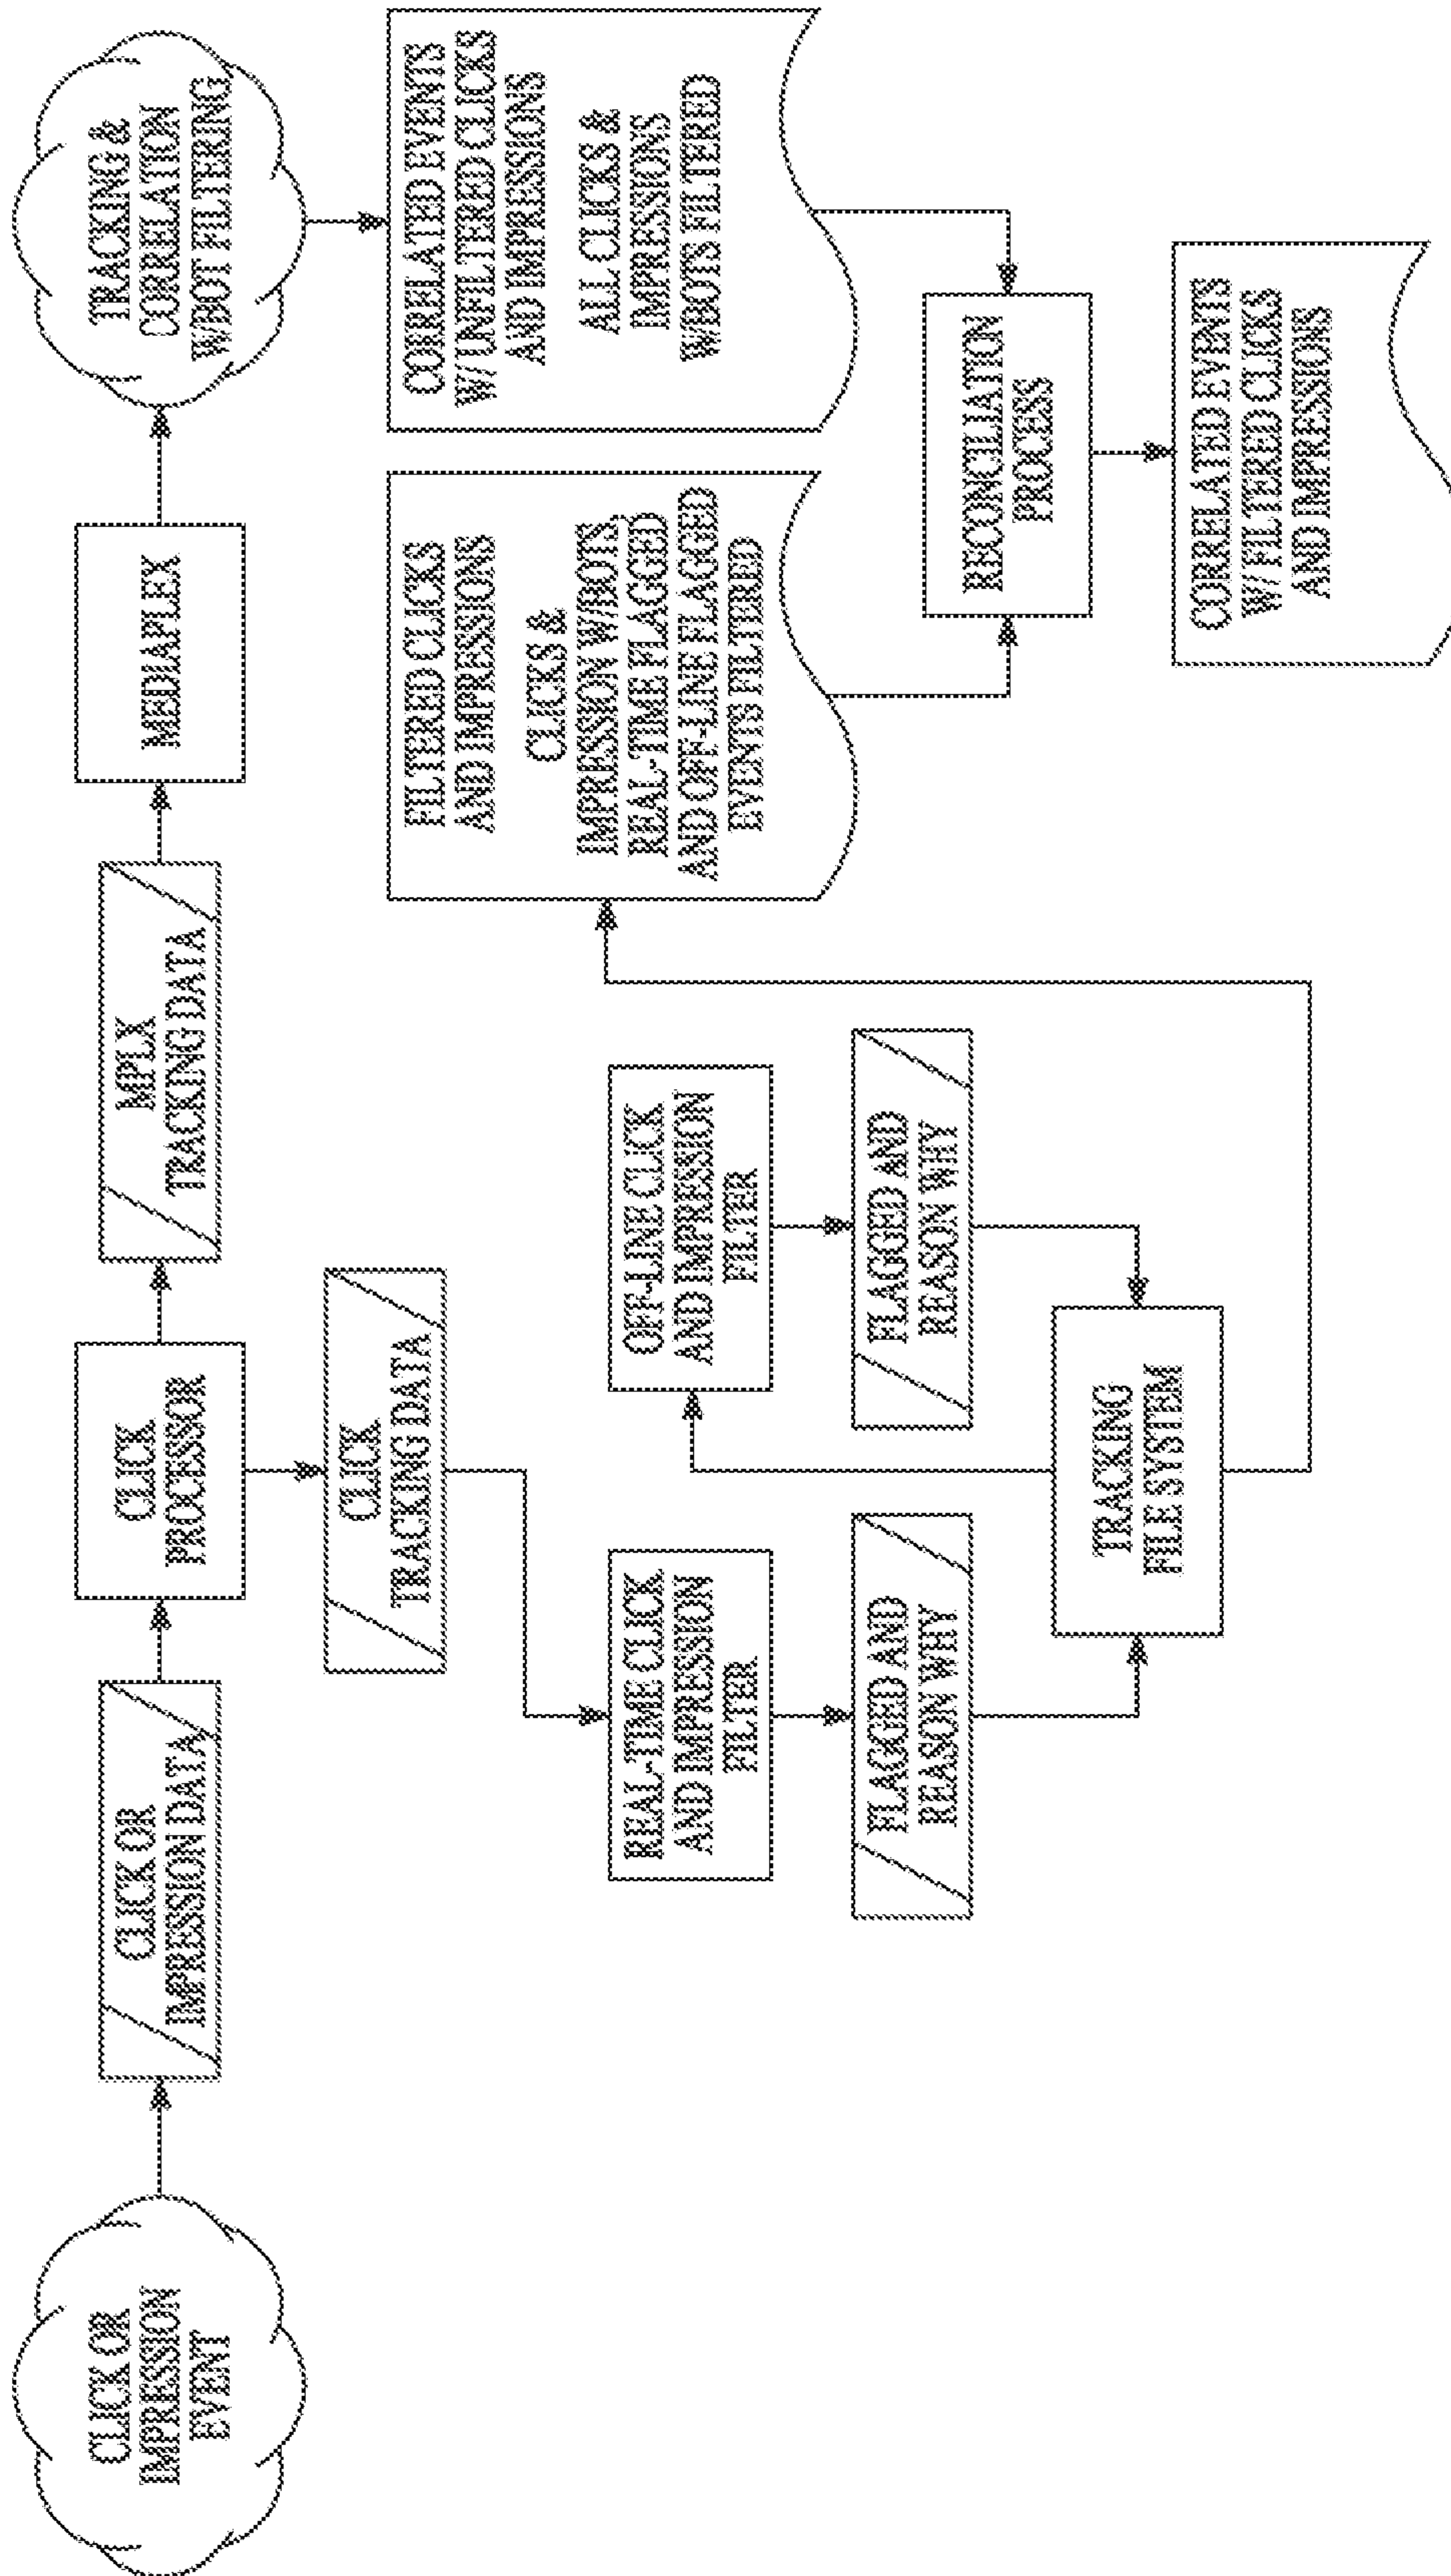 CLICK OR
IMPRESSION
EVENT
CLICK OR
IMPRESSION DATA
CLICK
PROCESSOR
MPLX
TRACKING DATA
MEDIAPLEX
TRACKING &
CORRELATION
W/BOT FILTERING
CLICK
TRACKING DATA
REAL-TIME CLICK
AND IMPRESSION
FILTER
FLAGGED AND
REASON WHY
OFF-LINE CLICK
AND IMPRESSION
FILTER
FLAGGED AND
REASON WHY
TRACKING
FILE SYSTEM
FILTERED CLICKS
AND IMPRESSIONS
CLICKS &
IMPRESSION W/BOTS,
REAL-TIME FLAGGED
AND OFF-LINE FLAGGED
EVENTS FILTERED
CORRELATED EVENTS
W/ UNFILTERED CLICKS
AND IMPRESSIONS
ALL CLICKS &
IMPRESSIONS
W/BOTS FILTERED
RECONCILIATION
PROCESS
CORRELATED EVENTS
W/ FILTERED CLICKS
AND IMPRESSIONS